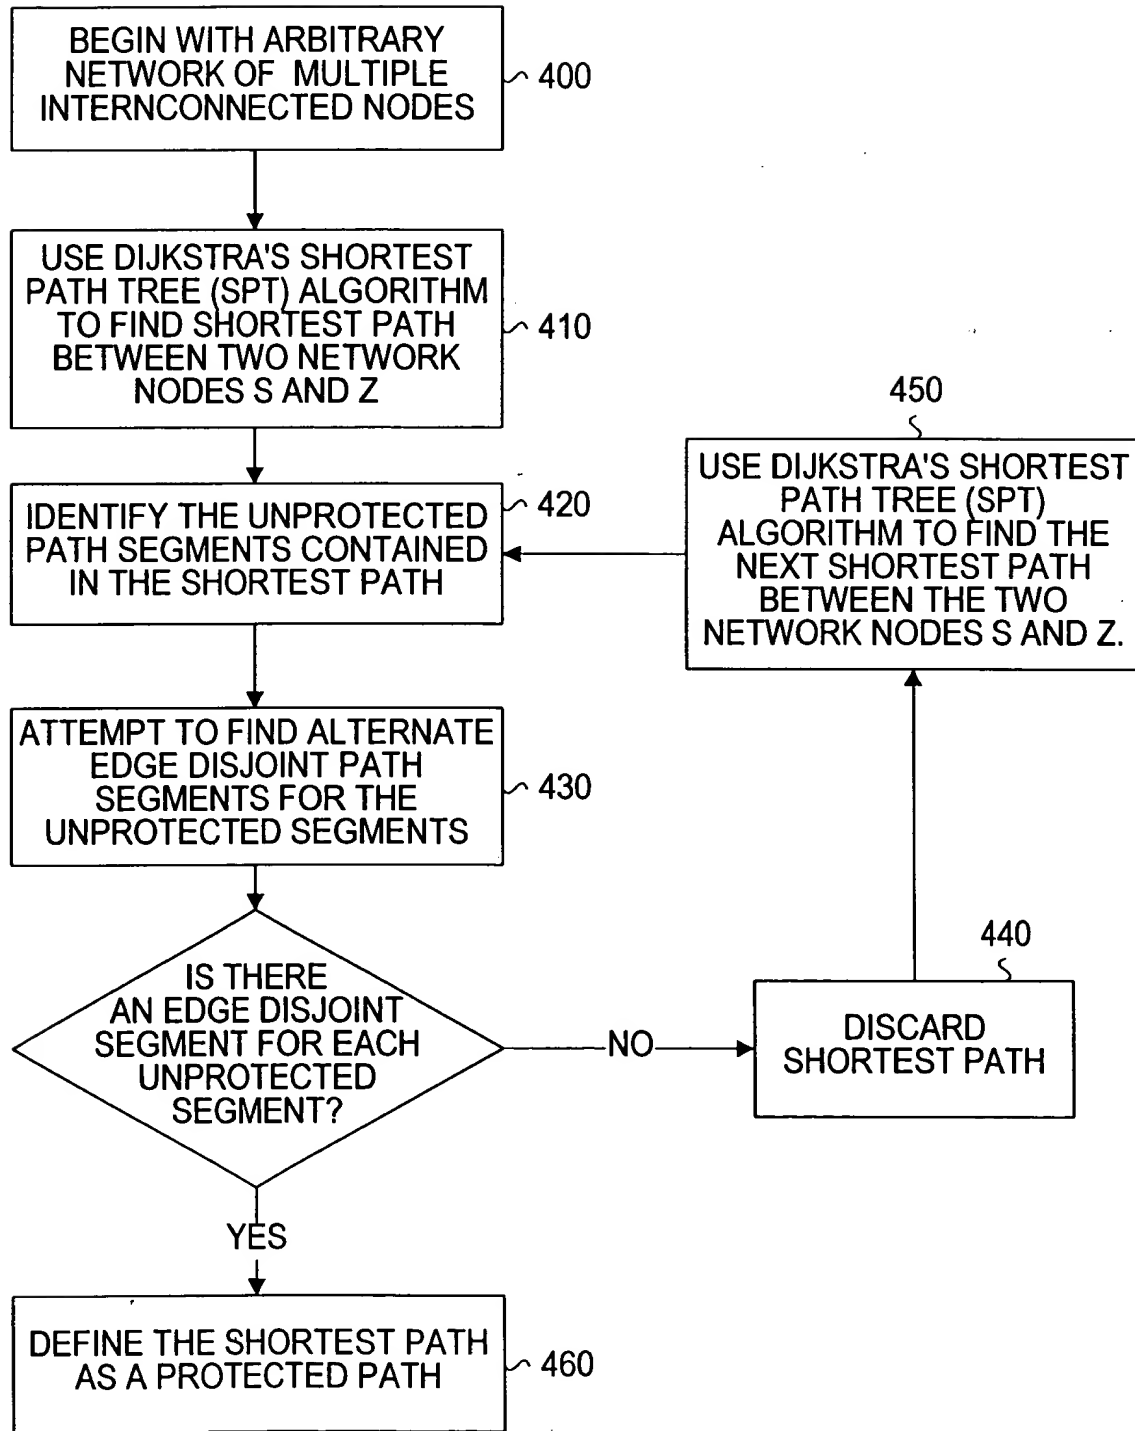 BEGIN WITH ARBITRARY
NETWORK OF MULTIPLE
INTERNCONNECTED NODES
400
USE DIJKSTRA'S SHORTEST
PATH TREE (SPT) ALGORITHM
TO FIND SHORTEST PATH
BETWEEN TWO NETWORK
NODES S AND Z
410
IDENTIFY THE UNPROTECTED
PATH SEGMENTS CONTAINED
IN THE SHORTEST PATH
420
450
USE DIJKSTRA'S SHORTEST
PATH TREE (SPT)
ALGORITHM TO FIND THE
NEXT SHORTEST PATH
BETWEEN THE TWO
NETWORK NODES S AND Z.
ATTEMPT TO FIND ALTERNATE
EDGE DISJOINT PATH
SEGMENTS FOR THE
UNPROTECTED SEGMENTS
430
IS THERE
AN EDGE DISJOINT
SEGMENT FOR EACH
UNPROTECTED
SEGMENT?
NO
440
DISCARD
SHORTEST PATH
YES
DEFINE THE SHORTEST PATH
AS A PROTECTED PATH
460